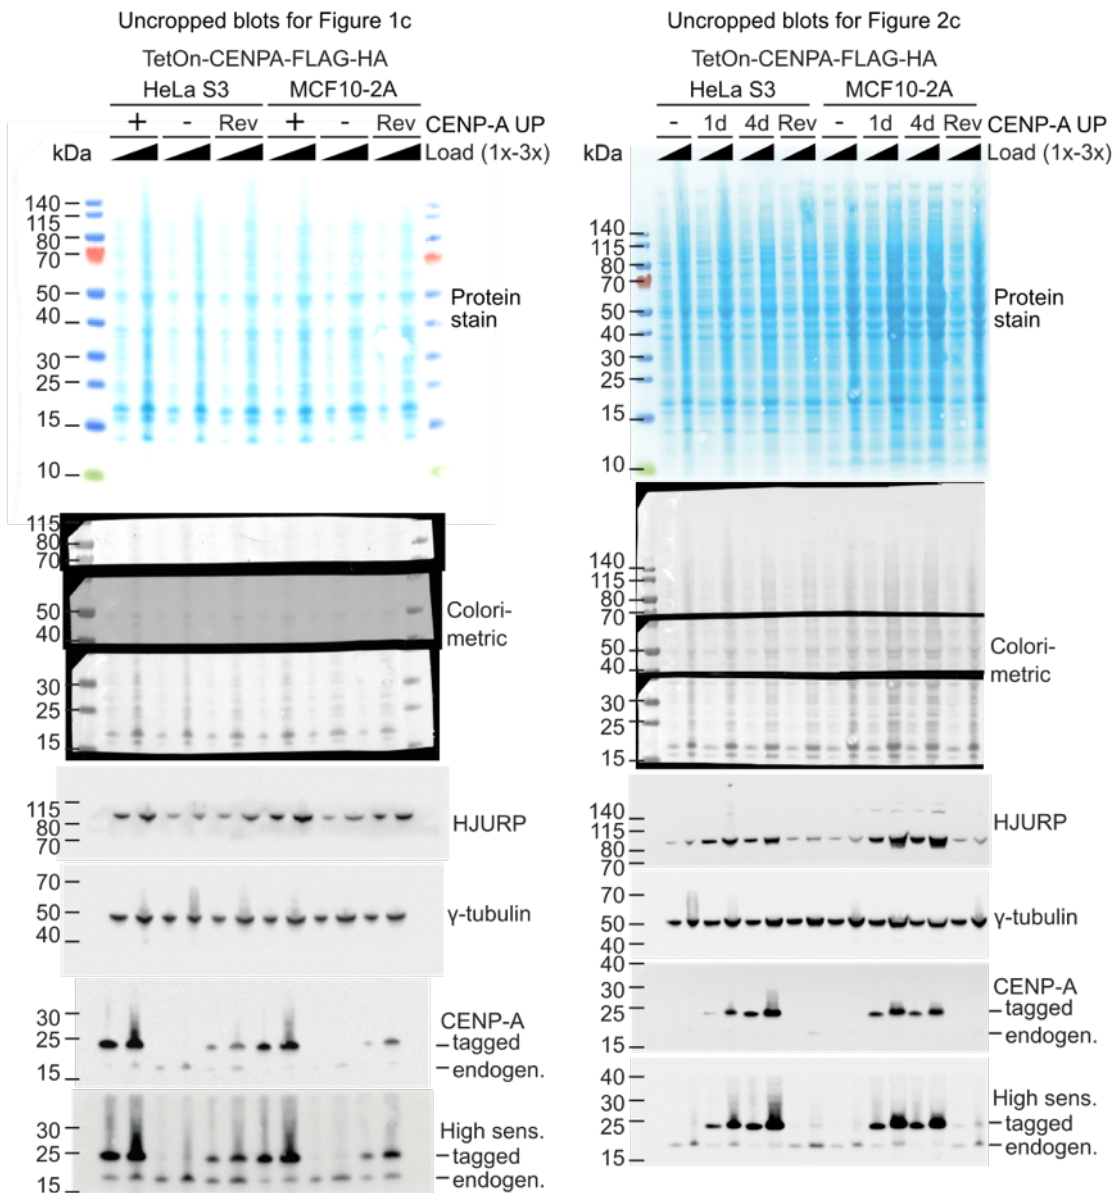 Uncropped blots for Figure 1c
TetOn-CENPA-FLAG-HA
HeLa S3 MCF10-2A
+ - Rev + - Rev CENP-A UP
kDa Load (1x-3x)
140
115
80
70
50
40
30
25
15
10
Protein
stain
115
80
70
50
40
30
25
15
Colori-
metric
115
80
70
HJURP
70
50
40
γ-tubulin
30
25
15
CENP-A
tagged
endogen.
30
25
15
High sens.
tagged
endogen.
Uncropped blots for Figure 2c
TetOn-CENPA-FLAG-HA
HeLa S3 MCF10-2A
- 1d 4d Rev - 1d 4d Rev CENP-A UP
kDa Load (1x-3x)
140
115
80
70
50
40
30
25
15
10
Protein
stain
140
115
80
70
50
40
30
25
15
Colori-
metric
140
115
80
70
HJURP
70
50
40
γ-tubulin
40
30
25
15
CENP-A
tagged
endogen.
40
30
25
15
High sens.
tagged
endogen.